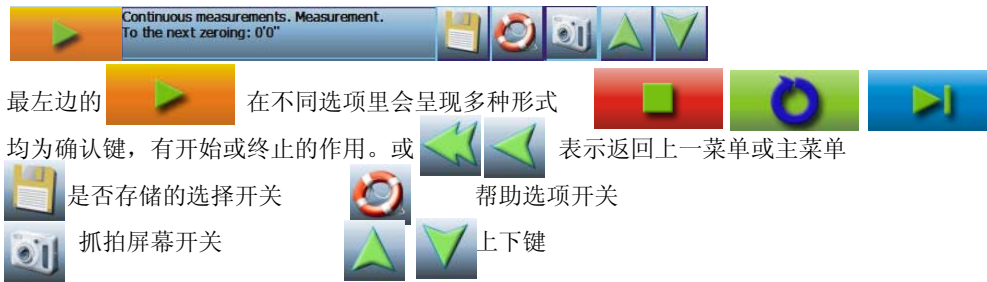 Continuous measurements. Measurement.
To the next zeroing: 0'0"
最左边的 在不同选项里会呈现多种形式
均为确认键，有开始或终止的作用。或 表示返回上一菜单或主菜单
是否存储的选择开关 帮助选项开关
抓拍屏幕开关 上下键